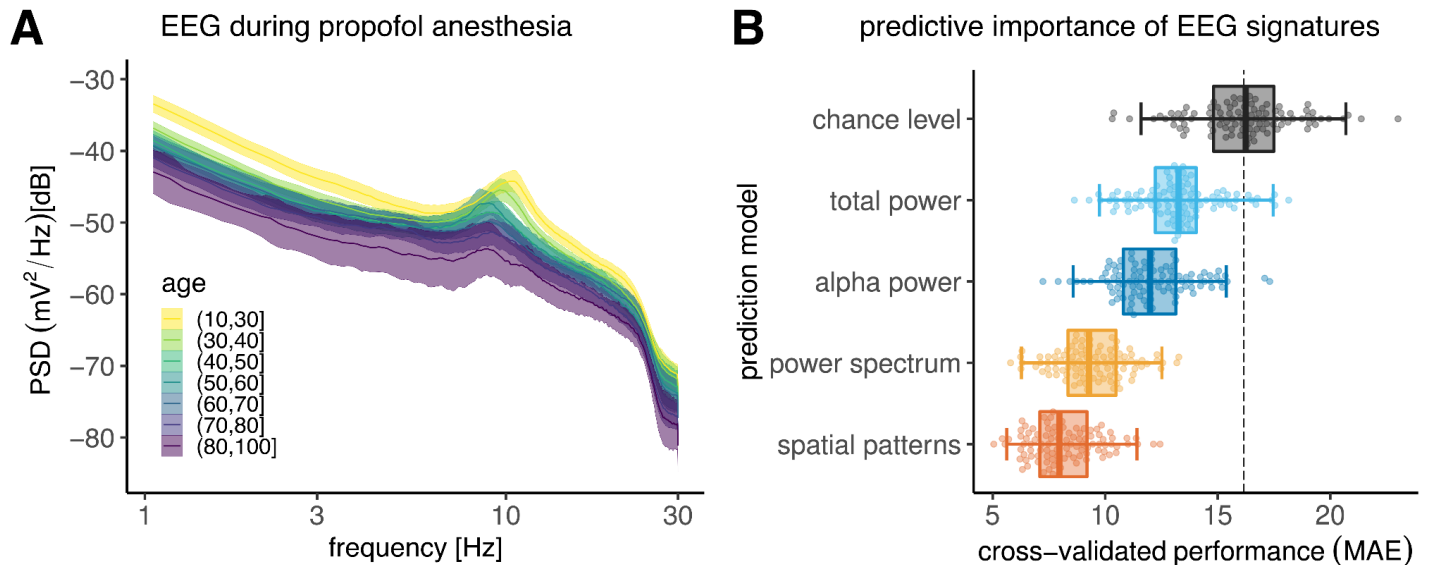 A
EEG during propofol anesthesia
−30
−40
−50
−60
−70
−80
PSD (mV²/Hz)[dB]
age
(10,30]
(30,40]
(40,50]
(50,60]
(60,70]
(70,80]
(80,100]
1
3
10
30
frequency [Hz]
B
predictive importance of EEG signatures
prediction model
chance level
total power
alpha power
power spectrum
spatial patterns
5
10
15
20
cross−validated performance (MAE)